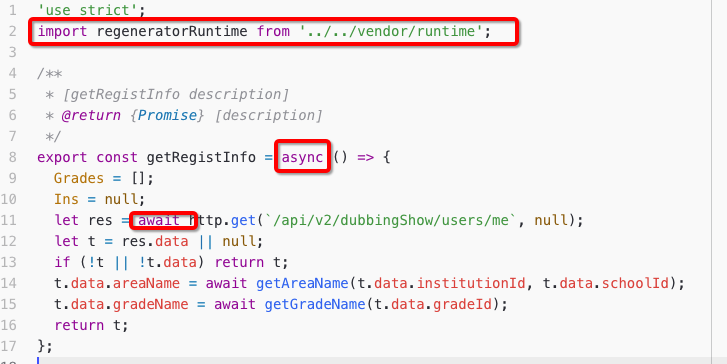 1 'use strict';
2 import regeneratorRuntime from '../../vendor/runtime';
3
4 /**
5 * [getRegistInfo description]
6 * @return {Promise} [description]
7 */
8 export const getRegistInfo = async () => {
9 Grades = [];
10 Ins = null;
11 let res = await http.get(`/api/v2/dubbingShow/users/me`, null);
12 let t = res.data || null;
13 if (!t || !t.data) return t;
14 t.data.areaName = await getAreaName(t.data.institutionId, t.data.schoolId);
15 t.data.gradeName = await getGradeName(t.data.gradeId);
16 return t;
17 };
18